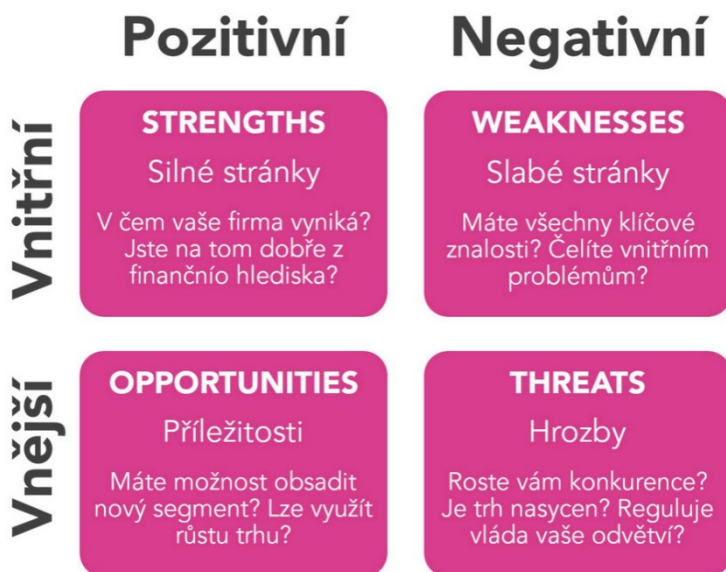 Pozitivní
Negativní
Vnitřní
STRENGTHS
Silné stránky
V čem vaše firma vyniká?
Jste na tom dobře z
finančnío hlediska?
WEAKNESSES
Slabé stránky
Máte všechny klíčové
znalosti? Čelíte vnitřním
problémům?
Vnější
OPPORTUNITIES
Příležitosti
Máte možnost obsadit
nový segment? Lze využít
růstu trhu?
THREATS
Hrozby
Roste vám konkurence?
Je trh nasycen? Reguluje
vláda vaše odvětví?